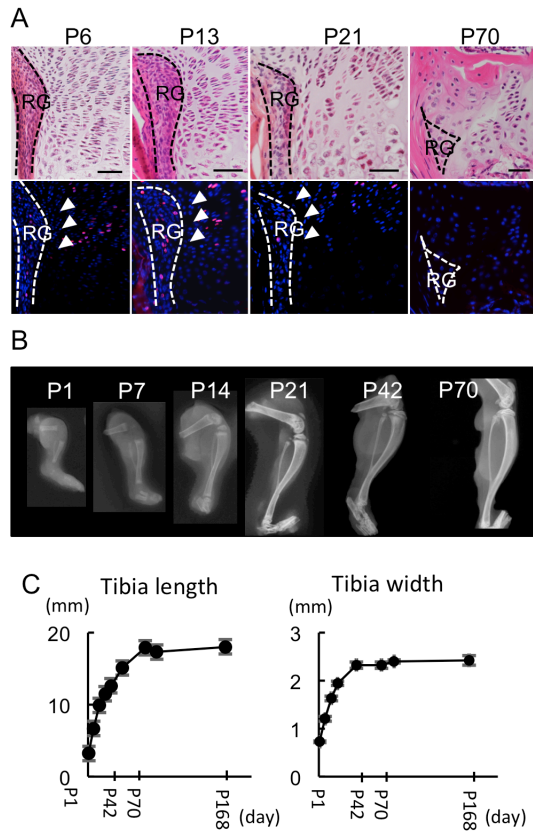 A
P6 P13 P21 P70
RG RG RG RG
RG RG RG RG
B
P1 P7 P14 P21 P42 P70
C
Tibia length Tibia width
(mm) (mm)
20 3
10 2
0 1
0
P1 P42 P70 P168 (day) P1 P42 P70 P168 (day)